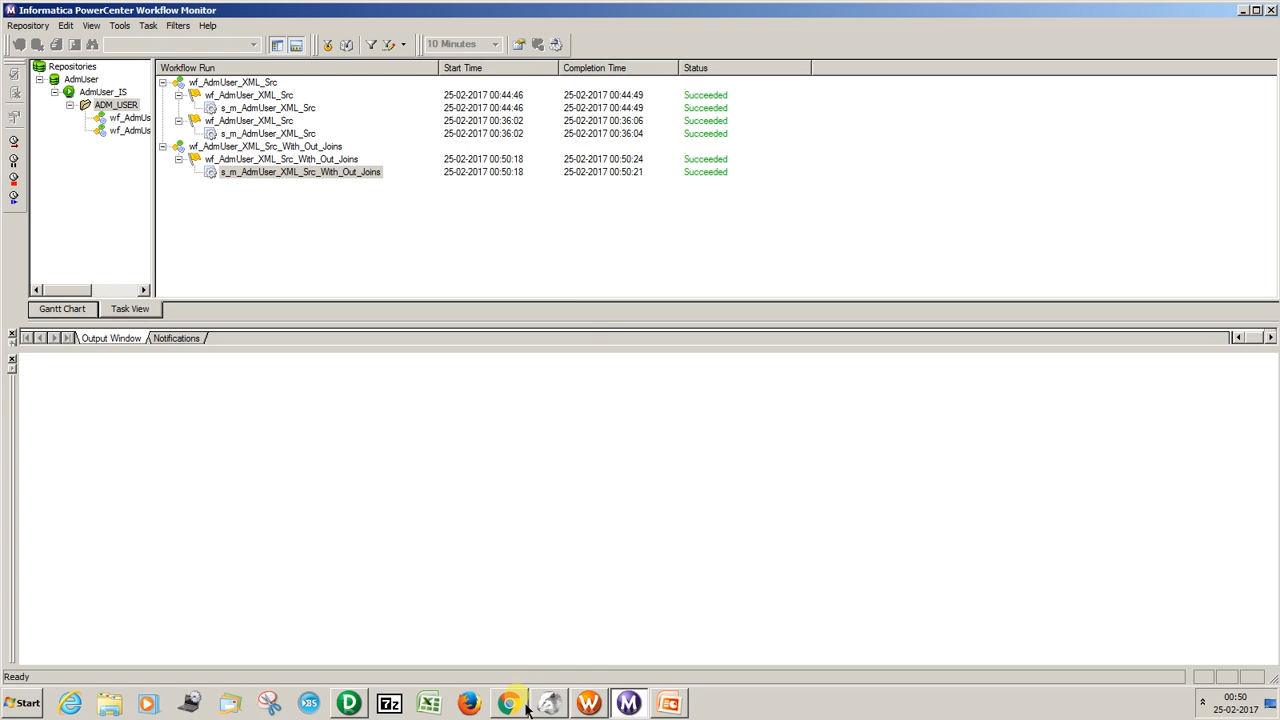 Informatica PowerCenter Workflow Monitor
Repository Edit View Tools Task Filters Help
10 Minutes
Repositories
AdmUser
AdmUser_IS
ADM_USER
wf_AdmUs
wf_AdmUs
Workflow Run Start Time Completion Time Status
wf_AdmUser_XML_Src
wf_AdmUser_XML_Src 25-02-2017 00:44:46 25-02-2017 00:44:49 Succeeded
s_m_AdmUser_XML_Src 25-02-2017 00:44:46 25-02-2017 00:44:49 Succeeded
wf_AdmUser_XML_Src 25-02-2017 00:36:02 25-02-2017 00:36:06 Succeeded
s_m_AdmUser_XML_Src 25-02-2017 00:36:02 25-02-2017 00:36:04 Succeeded
wf_AdmUser_XML_Src_With_Out_Joins
wf_AdmUser_XML_Src_With_Out_Joins 25-02-2017 00:50:18 25-02-2017 00:50:24 Succeeded
s_m_AdmUser_XML_Src_With_Out_Joins 25-02-2017 00:50:18 25-02-2017 00:50:21 Succeeded
Gantt Chart Task View
Output Window Notifications
Ready
Start
00:50
25-02-2017